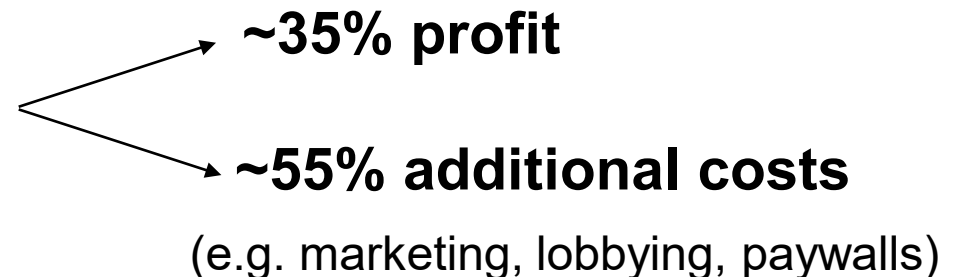 ~35% profit
~55% additional costs
(e.g. marketing, lobbying, paywalls)